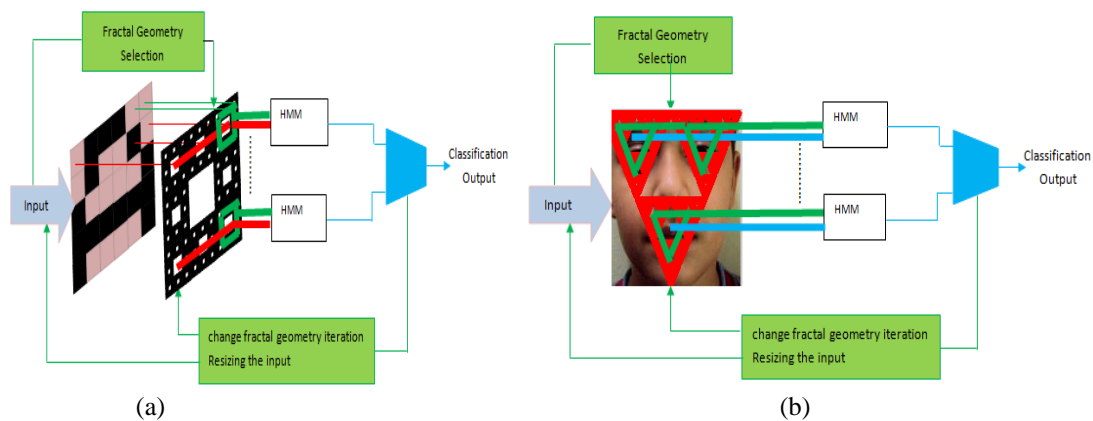 Fractal Geometry
Selection
HMM
Classification
Output
Input
HMM
change fractal geometry iteration
Resizing the input
(a)
Fractal Geometry
Selection
HMM
Classification
Output
Input
HMM
change fractal geometry iteration
Resizing the input
(b)